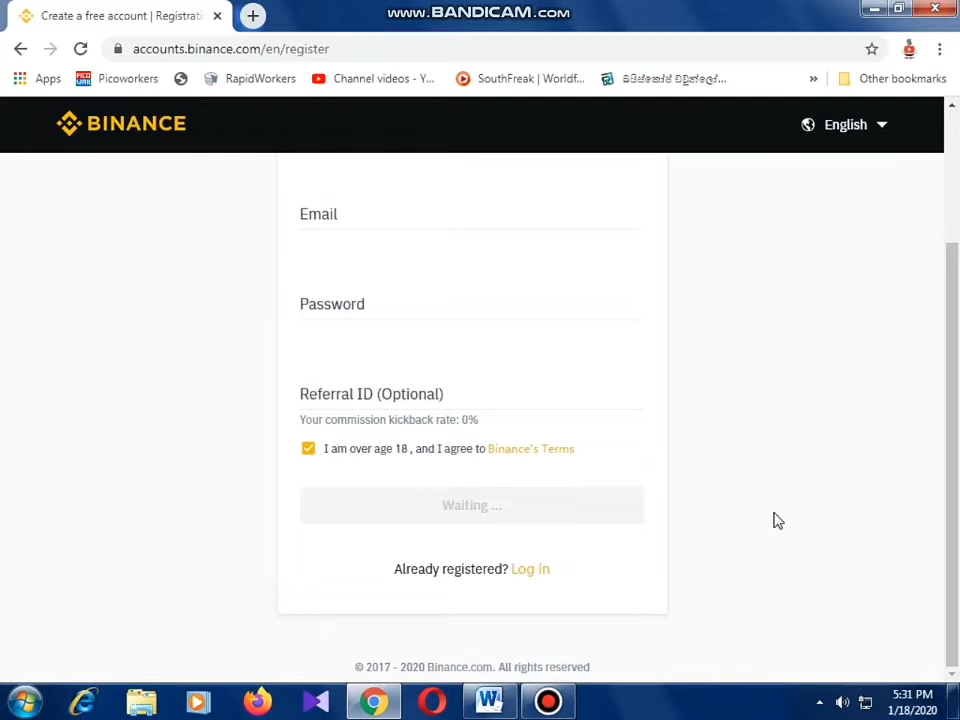 www.BANDICAM.com
Create a free account | Registrati
accounts.binance.com/en/register
Apps
PICO
Picoworkers
RapidWorkers
Channel videos - Y...
SouthFreak | Worldf...
»
Other bookmarks
BINANCE
English
Email
Password
Referral ID (Optional)
Your commission kickback rate: 0%
I am over age 18 , and I agree to Binance's Terms
Waiting ...
Already registered? Log in
© 2017 - 2020 Binance.com. All rights reserved
5:31 PM
1/18/2020